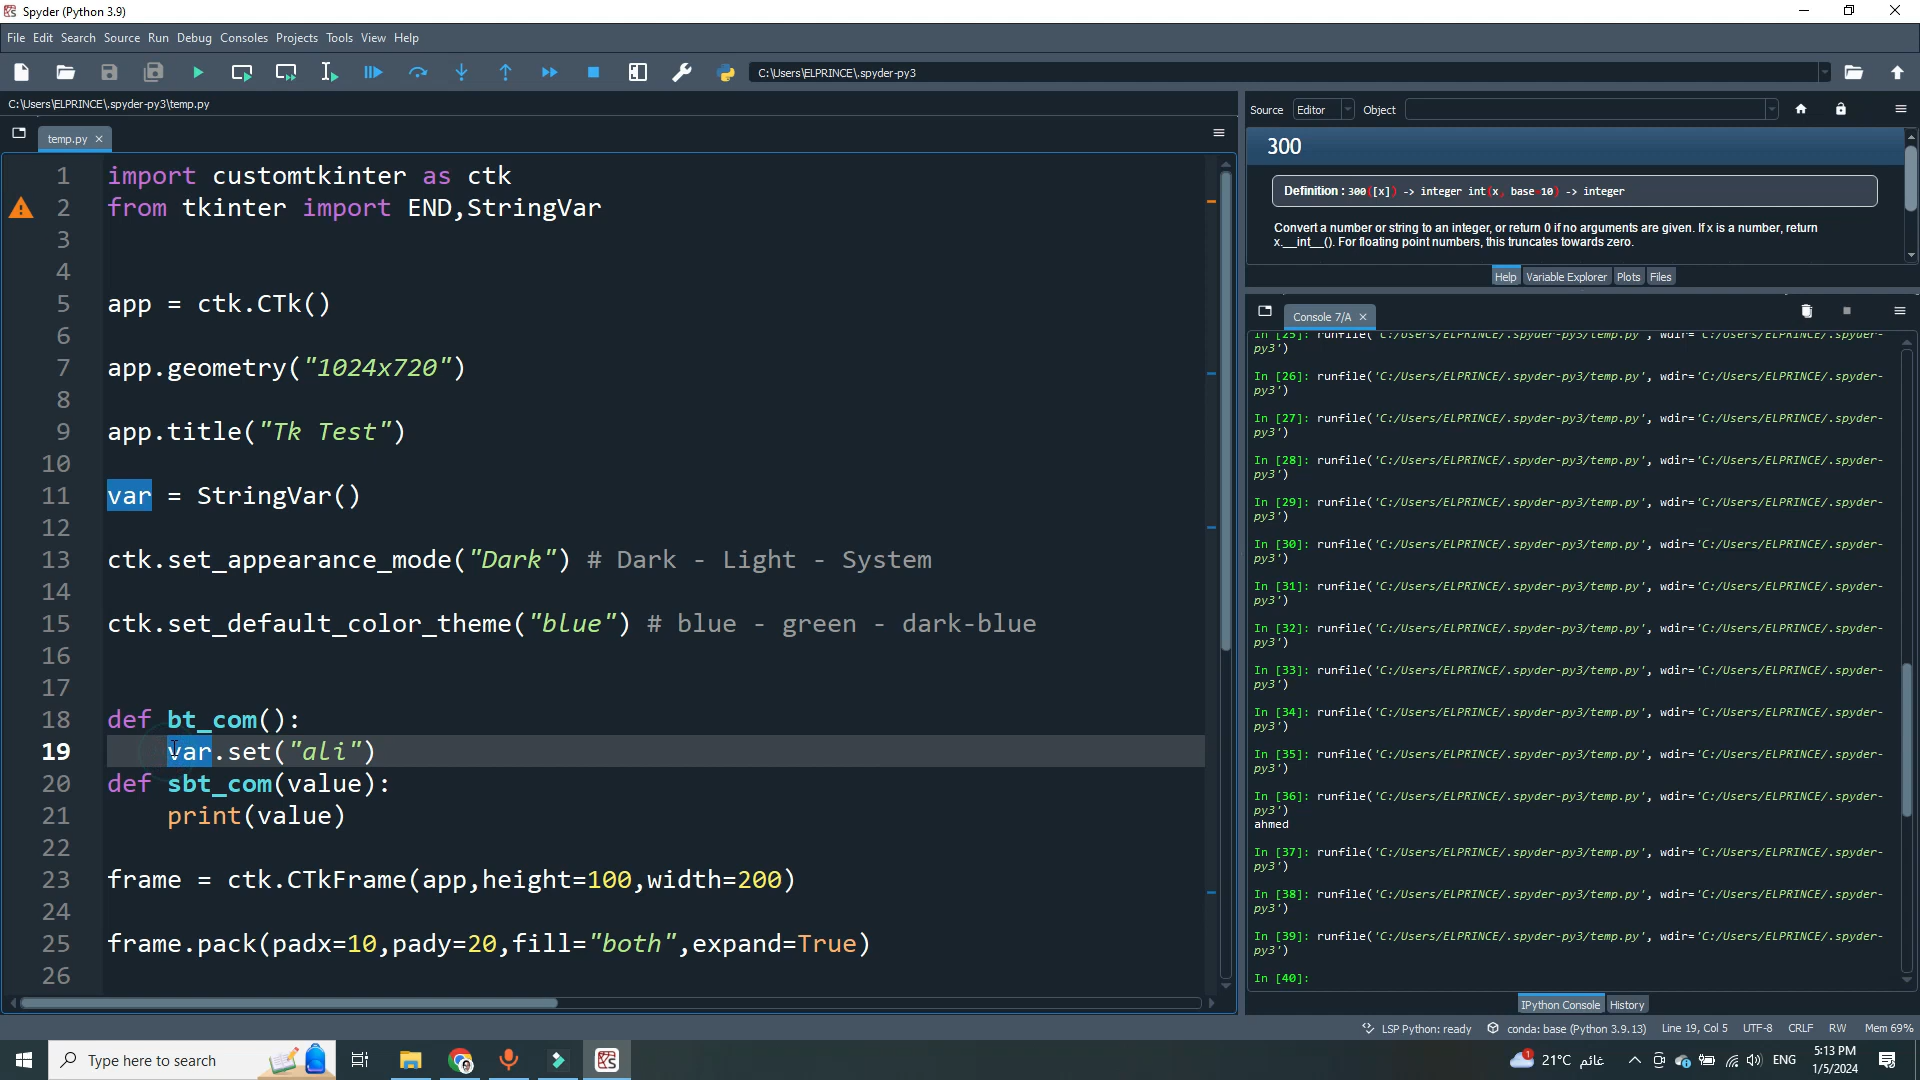 Spyder (Python 3.9)
File Edit Search Source Run Debug Consoles Projects Tools View Help
C:\Users\ELPRINCE\.spyder-py3
C:\Users\ELPRINCE\.spyder-py3\temp.py
temp.py
1 import customtkinter as ctk
2 from tkinter import END,StringVar
3
4
5 app = ctk.CTk()
6
7 app.geometry("1024x720")
8
9 app.title("Tk Test")
10
11 var = StringVar()
12
13 ctk.set_appearance_mode("Dark") # Dark - Light - System
14
15 ctk.set_default_color_theme("blue") # blue - green - dark-blue
16
17
18 def bt_com():
19 var.set("ali")
20 def sbt_com(value):
21 print(value)
22
23 frame = ctk.CTkFrame(app,height=100,width=200)
24
25 frame.pack(padx=10,pady=20,fill="both",expand=True)
26
Source Editor Object
300
Definition : 300([x]) -> integer int(x, base=10) -> integer
Convert a number or string to an integer, or return 0 if no arguments are given. If x is a number, return
x.__int__(). For floating point numbers, this truncates towards zero.
Help Variable Explorer Plots Files
Console 7/A
In [25]: runfile('C:/Users/ELPRINCE/.spyder-py3/temp.py', wdir='C:/Users/ELPRINCE/.spyder-
py3')
In [26]: runfile('C:/Users/ELPRINCE/.spyder-py3/temp.py', wdir='C:/Users/ELPRINCE/.spyder-
py3')
In [27]: runfile('C:/Users/ELPRINCE/.spyder-py3/temp.py', wdir='C:/Users/ELPRINCE/.spyder-
py3')
In [28]: runfile('C:/Users/ELPRINCE/.spyder-py3/temp.py', wdir='C:/Users/ELPRINCE/.spyder-
py3')
In [29]: runfile('C:/Users/ELPRINCE/.spyder-py3/temp.py', wdir='C:/Users/ELPRINCE/.spyder-
py3')
In [30]: runfile('C:/Users/ELPRINCE/.spyder-py3/temp.py', wdir='C:/Users/ELPRINCE/.spyder-
py3')
In [31]: runfile('C:/Users/ELPRINCE/.spyder-py3/temp.py', wdir='C:/Users/ELPRINCE/.spyder-
py3')
In [32]: runfile('C:/Users/ELPRINCE/.spyder-py3/temp.py', wdir='C:/Users/ELPRINCE/.spyder-
py3')
In [33]: runfile('C:/Users/ELPRINCE/.spyder-py3/temp.py', wdir='C:/Users/ELPRINCE/.spyder-
py3')
In [34]: runfile('C:/Users/ELPRINCE/.spyder-py3/temp.py', wdir='C:/Users/ELPRINCE/.spyder-
py3')
In [35]: runfile('C:/Users/ELPRINCE/.spyder-py3/temp.py', wdir='C:/Users/ELPRINCE/.spyder-
py3')
In [36]: runfile('C:/Users/ELPRINCE/.spyder-py3/temp.py', wdir='C:/Users/ELPRINCE/.spyder-
py3')
ahmed
In [37]: runfile('C:/Users/ELPRINCE/.spyder-py3/temp.py', wdir='C:/Users/ELPRINCE/.spyder-
py3')
In [38]: runfile('C:/Users/ELPRINCE/.spyder-py3/temp.py', wdir='C:/Users/ELPRINCE/.spyder-
py3')
In [39]: runfile('C:/Users/ELPRINCE/.spyder-py3/temp.py', wdir='C:/Users/ELPRINCE/.spyder-
py3')
In [40]:
IPython Console History
LSP Python: ready conda: base (Python 3.9.13) Line 19, Col 5 UTF-8 CRLF RW Mem 69%
Type here to search
1 21°C غائم ENG 5:13 PM
1/5/2024